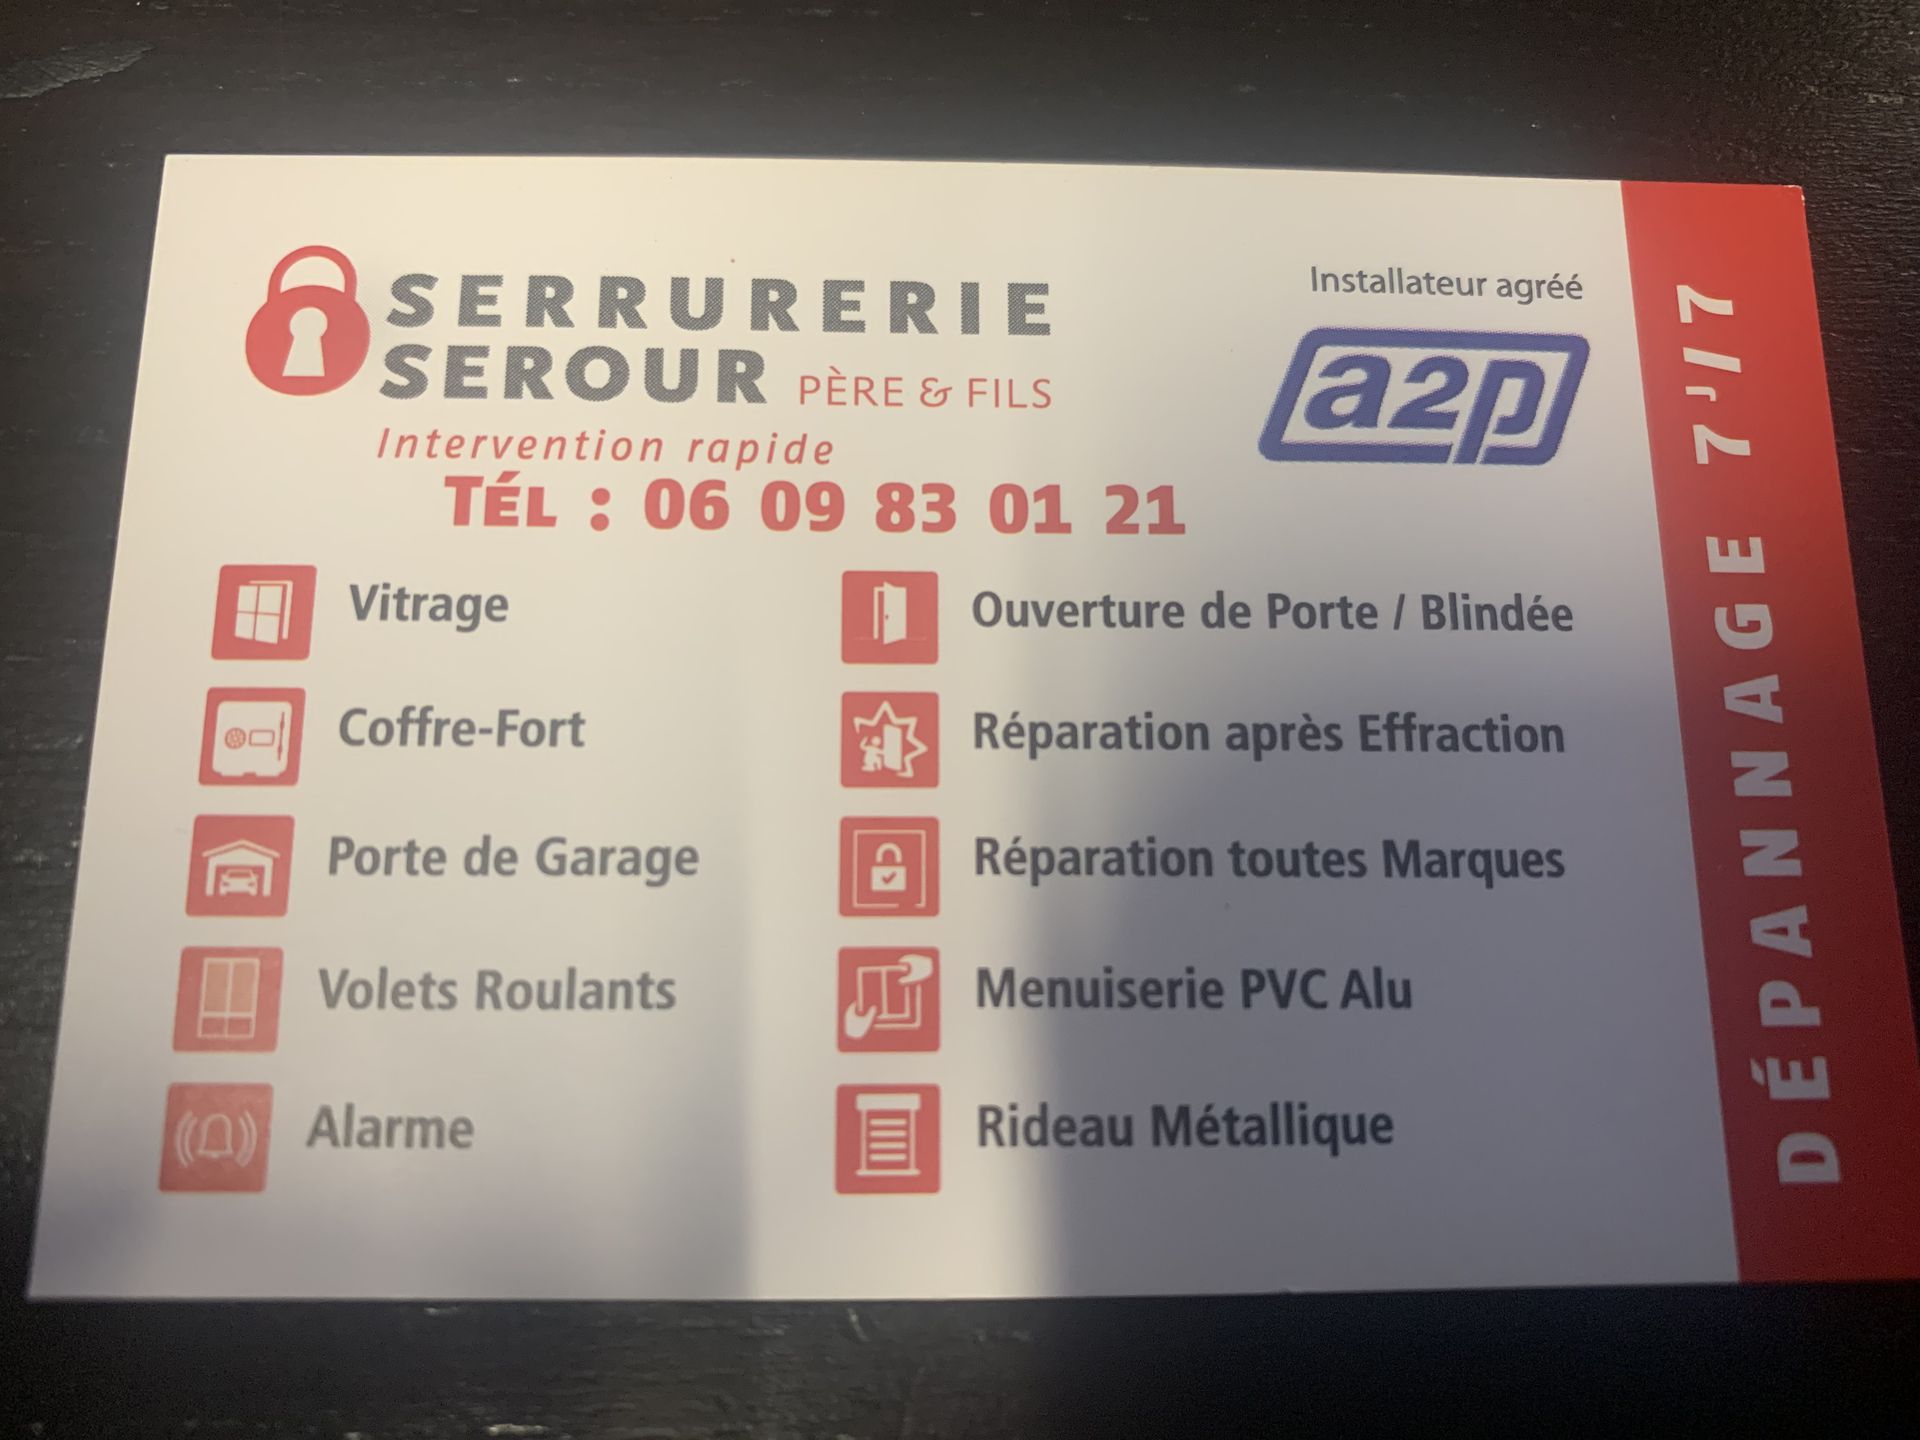 SERRURERIE
SEROUR PÈRE & FILS
Intervention rapide
TÉL : 06 09 83 01 21
Installateur agréé
a2p
Vitrage
Coffre-Fort
Porte de Garage
Volets Roulants
Alarme
Ouverture de Porte / Blindée
Réparation après Effraction
Réparation toutes Marques
Menuiserie PVC Alu
Rideau Métallique
DÉPANNAGE 7J/7